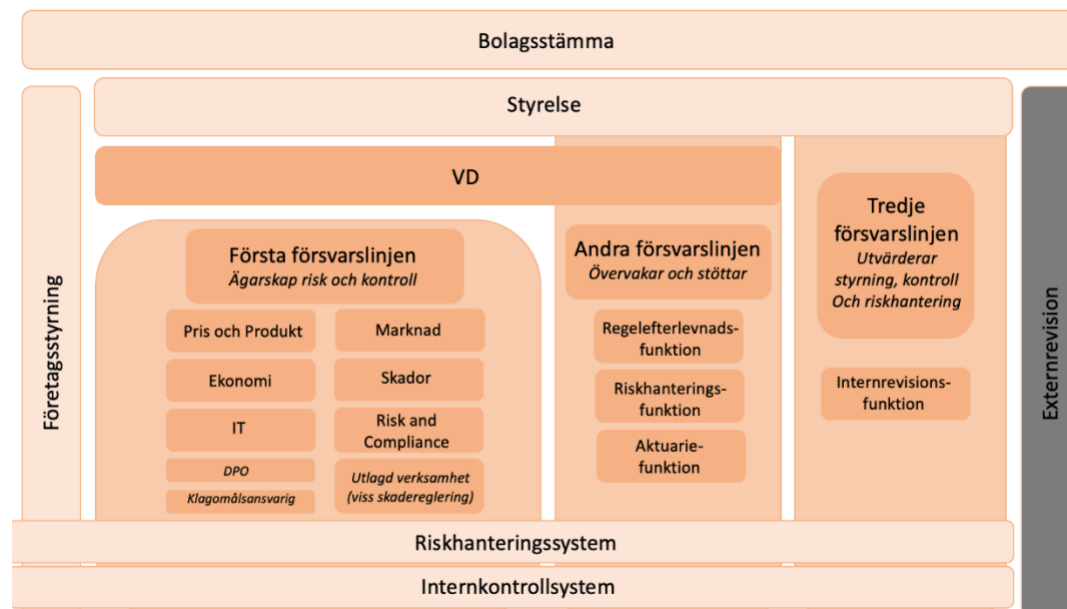 Bolagsstämma
Styrelse
VD
Företagsstyrning
Första försvarslinjen
Ägarskap risk och kontroll
Pris och Produkt
Marknad
Ekonomi
Skador
IT
Risk and
Compliance
DPO
Klagomålsansvarig
Utlagd verksamhet
(viss skadereglering)
Andra försvarslinjen
Övervakar och stöttar
Regelefterlevnads-
funktion
Riskhanterings-
funktion
Aktuarie-
funktion
Tredje
försvarslinjen
Utvärderar
styrning, kontroll
Och riskhantering
Internrevisions-
funktion
Externrevision
Riskhanteringssystem
Internkontrollsystem